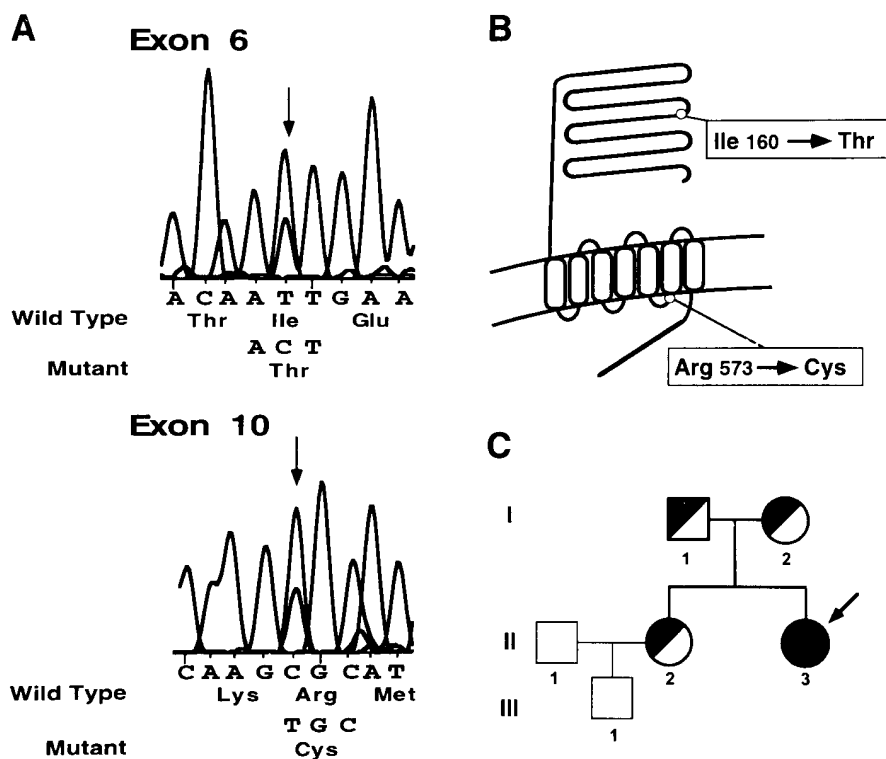 A
Exon 6
A C A A T T G A A
Wild Type
Thr Ile Glu
A C T
Mutant
Thr
Exon 10
C A A G C G C A T
Wild Type
Lys Arg Met
T G C
Mutant
Cys
B
Ile 160 → Thr
Arg 573 → Cys
C
I
1 2
II
1 2 3
III
1